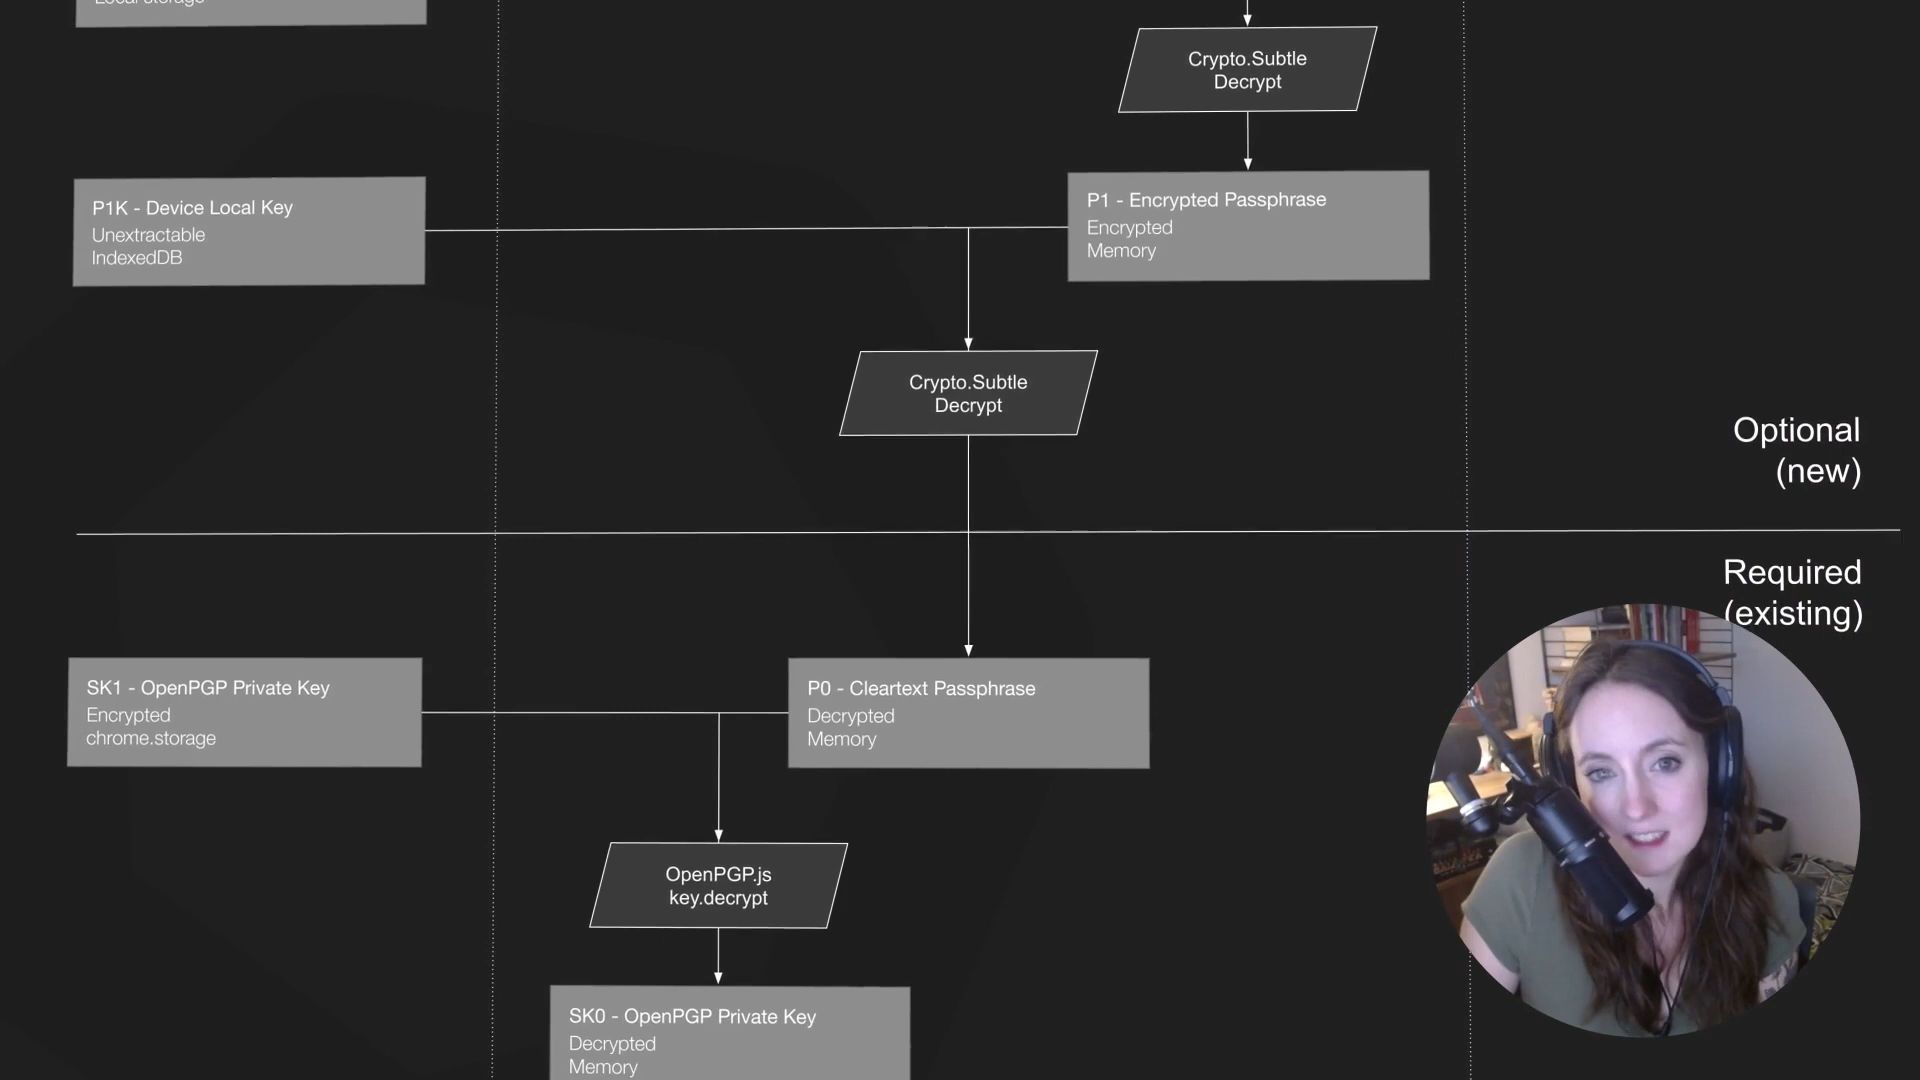 Local storage
Crypto.Subtle
Decrypt
P1K - Device Local Key
Unextractable
IndexedDB
P1 - Encrypted Passphrase
Encrypted
Memory
Crypto.Subtle
Decrypt
Optional
(new)
Required
(existing)
SK1 - OpenPGP Private Key
Encrypted
chrome.storage
P0 - Cleartext Passphrase
Decrypted
Memory
OpenPGP.js
key.decrypt
SK0 - OpenPGP Private Key
Decrypted
Memory